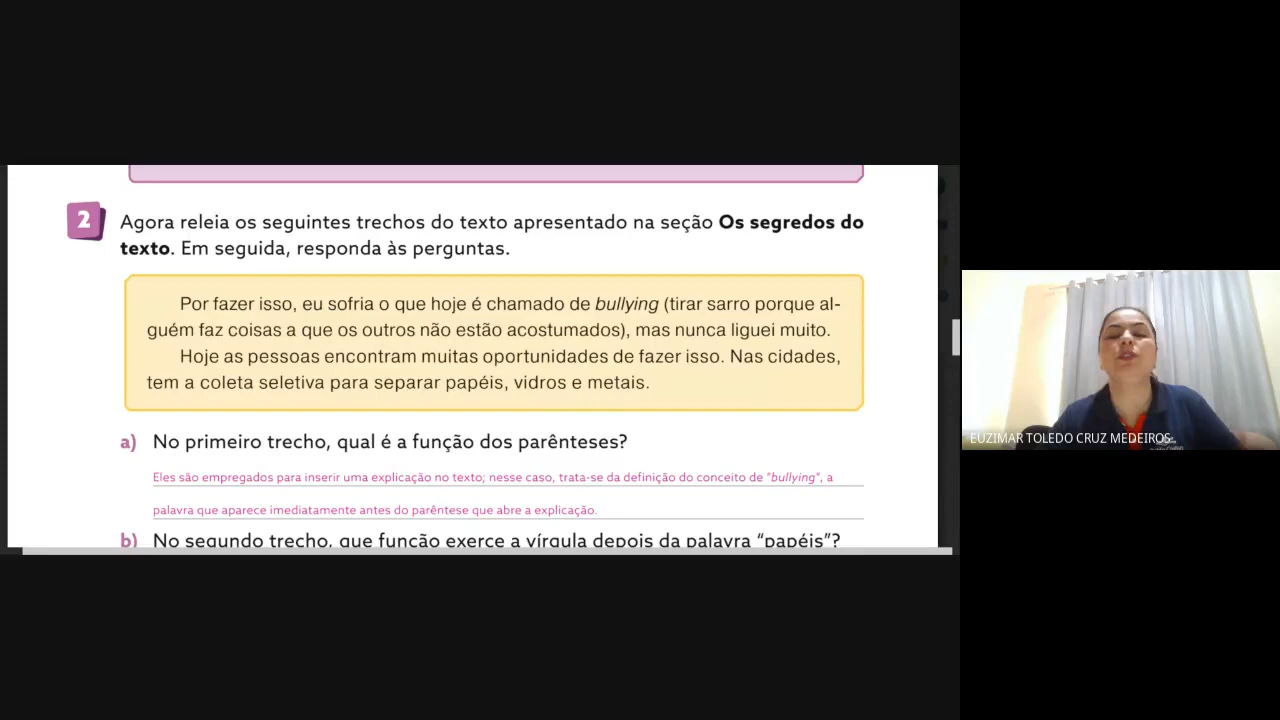 2
Agora releia os seguintes trechos do texto apresentado na seção Os segredos do
texto. Em seguida, responda às perguntas.
Por fazer isso, eu sofria o que hoje é chamado de bullying (tirar sarro porque al-
guém faz coisas a que os outros não estão acostumados), mas nunca liguei muito.
Hoje as pessoas encontram muitas oportunidades de fazer isso. Nas cidades,
tem a coleta seletiva para separar papéis, vidros e metais.
a) No primeiro trecho, qual é a função dos parênteses?
Eles são empregados para inserir uma explicação no texto; nesse caso, trata-se da definição do conceito de "bullying", a
palavra que aparece imediatamente antes do parêntese que abre a explicação.
b) No segundo trecho, que função exerce a vírgula depois da palavra “papéis”?
EUZIMAR TOLEDO CRUZ MEDEIROS